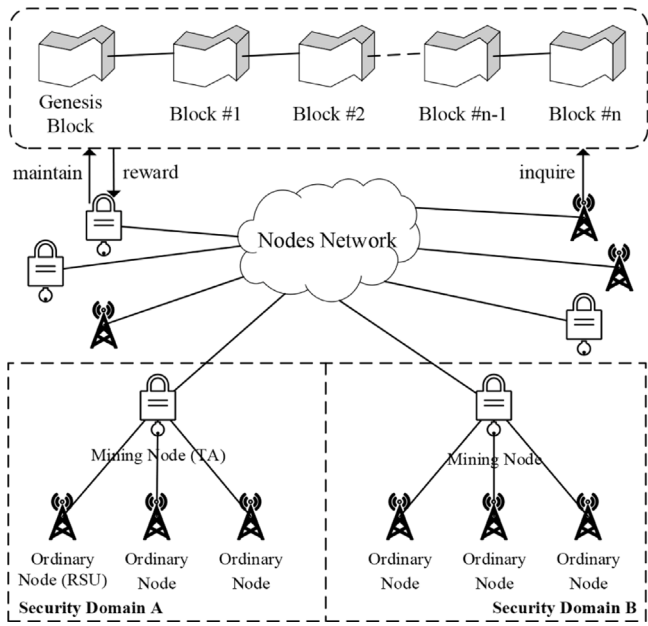 Genesis
Block
Block #1
Block #2
Block #n-1
Block #n
maintain
reward
inquire
Nodes Network
Mining Node (TA)
Mining Node
Ordinary
Node (RSU)
Ordinary
Node
Ordinary
Node
Ordinary
Node
Ordinary
Node
Ordinary
Node
Security Domain A
Security Domain B